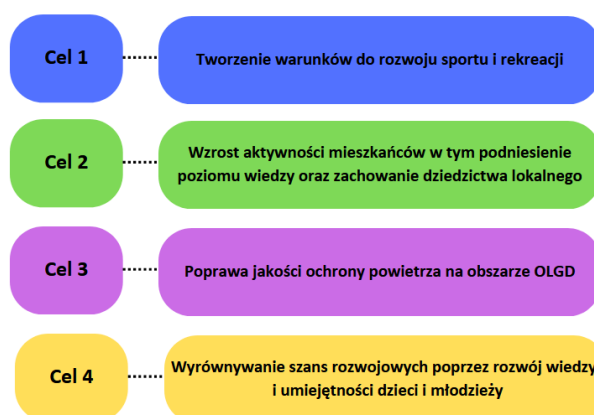 Cel 1
Tworzenie warunków do rozwoju sportu i rekreacji
Cel 2
Wzrost aktywności mieszkańców w tym podniesienie
poziomu wiedzy oraz zachowanie dziedzictwa lokalnego
Cel 3
Poprawa jakości ochrony powietrza na obszarze OLGD
Cel 4
Wyrównywanie szans rozwojowych poprzez rozwój wiedzy
i umiejętności dzieci i młodzieży